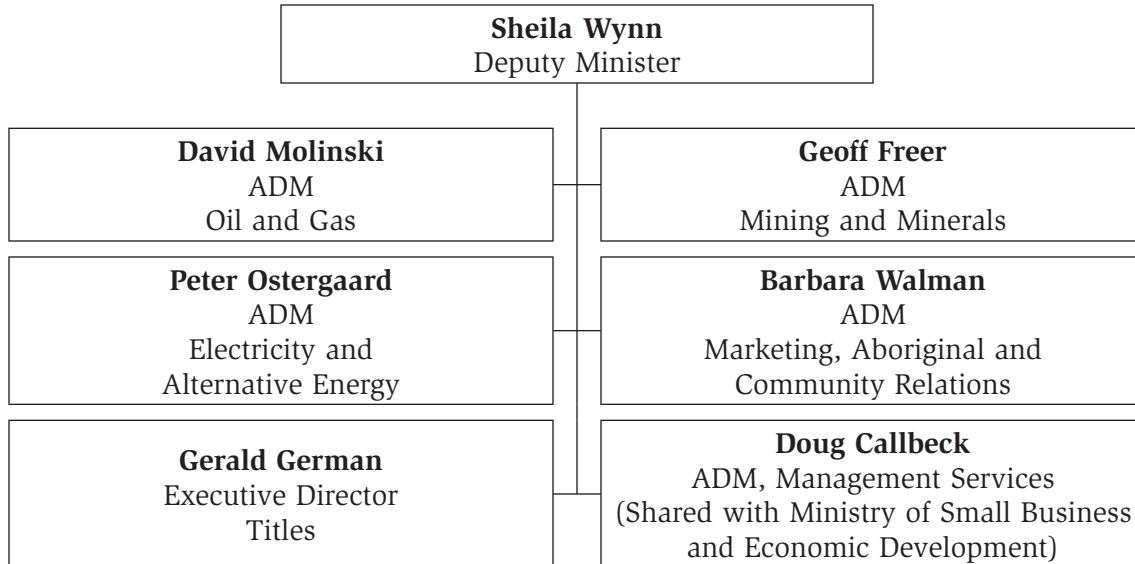 Sheila Wynn
Deputy Minister
David Molinski
ADM
Oil and Gas
Geoff Freer
ADM
Mining and Minerals
Peter Ostergaard
ADM
Electricity and
Alternative Energy
Barbara Walman
ADM
Marketing, Aboriginal and
Community Relations
Gerald German
Executive Director
Titles
Doug Callbeck
ADM, Management Services
(Shared with Ministry of Small Business
and Economic Development)